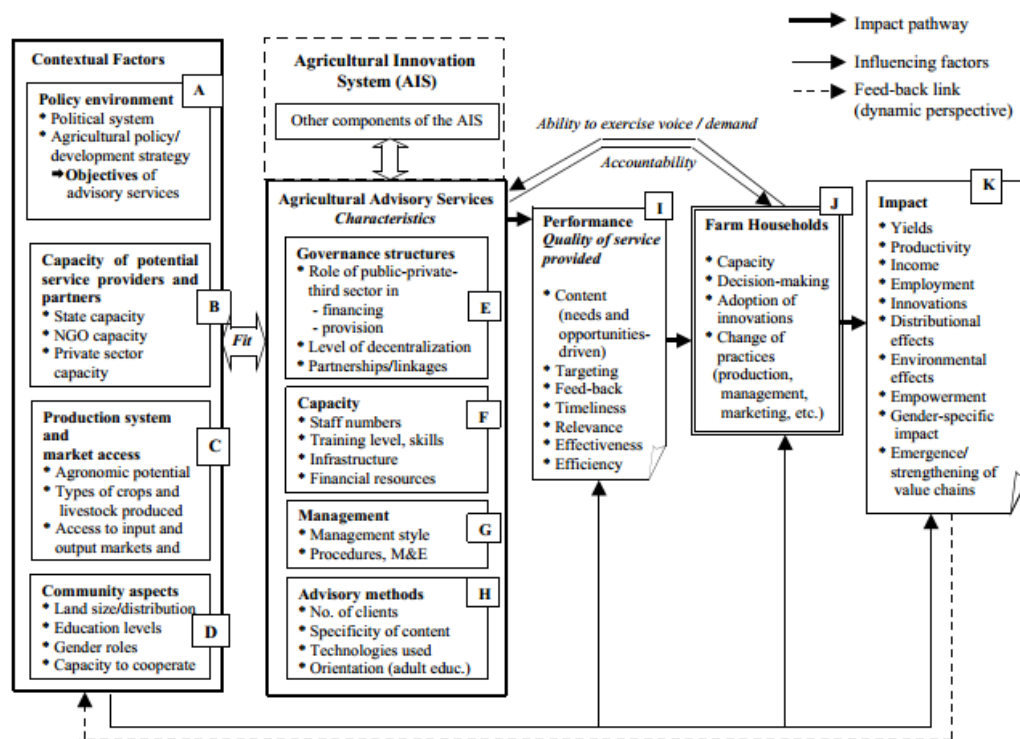 Impact pathway
Influencing factors
Feed-back link
(dynamic perspective)
Contextual Factors
A
Policy environment
* Political system
* Agricultural policy/
development strategy
➡Objectives of
advisory services
Capacity of potential
service providers and
partners
B
* State capacity
* NGO capacity
* Private sector
capacity
Production system
and
market access
C
* Agronomic potential
* Types of crops and
livestock produced
* Access to input and
output markets and
Community aspects
* Land size/distribution
* Education levels
D
* Gender roles
* Capacity to cooperate
Fit
Agricultural Innovation
System (AIS)
Other components of the AIS
Agricultural Advisory Services
Characteristics
Governance structures
* Role of public-private-
third sector in
- financing
E
- provision
* Level of decentralization
* Partnerships/linkages
Capacity
F
* Staff numbers
* Training level, skills
* Infrastructure
* Financial resources
Management
G
* Management style
* Procedures, M&E
Advisory methods
H
* No. of clients
* Specificity of content
* Technologies used
* Orientation (adult educ.)
Ability to exercise voice / demand
Accountability
I
Performance
Quality of service
provided
* Content
(needs and
opportunities-
driven)
* Targeting
* Feed-back
* Timeliness
* Relevance
* Effectiveness
* Efficiency
J
Farm Households
* Capacity
* Decision-making
* Adoption of
innovations
* Change of
practices
(production,
management,
marketing, etc.)
K
Impact
* Yields
* Productivity
* Income
* Employment
* Innovations
* Distributional
effects
* Environmental
effects
* Empowerment
* Gender-specific
impact
* Emergence/
strengthening of
value chains